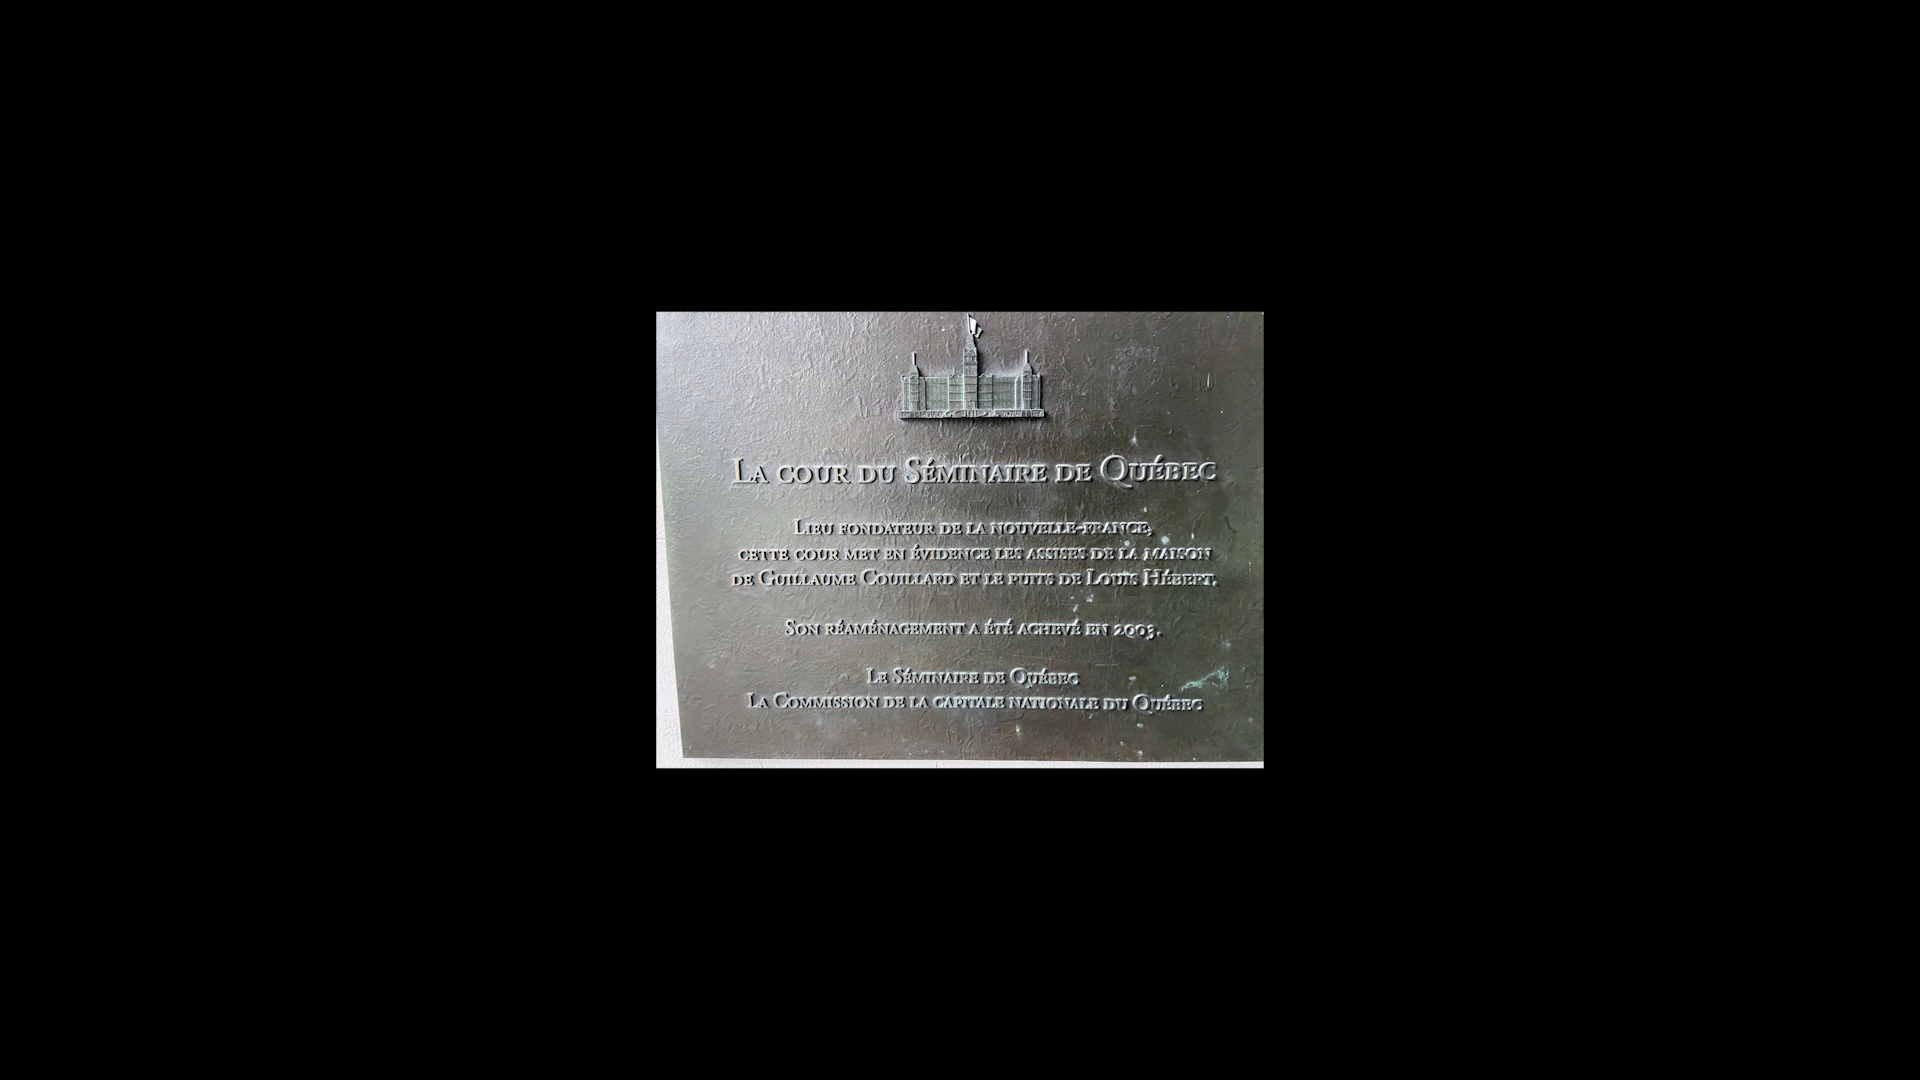 La cour du Séminaire de Québec
Lieu fondateur de la nouvelle-france,
cette cour met en évidence les assises de la maison
de Guillaume Couillard et le puits de Louis Hébert.
Son réaménagement a été achevé en 2003.
Le Séminaire de Québec
La Commission de la capitale nationale du Québec